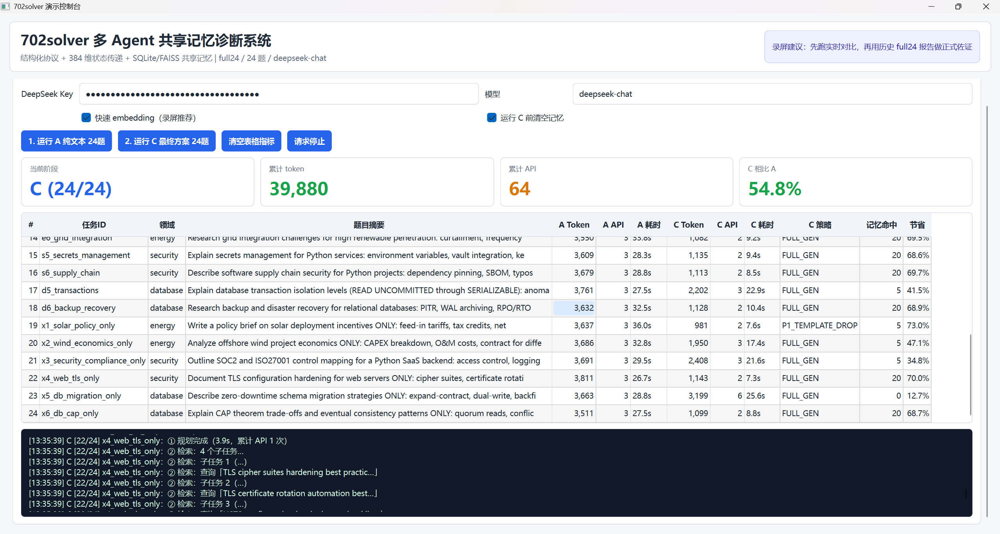 702solver 演示控制台
702solver 多 Agent 共享记忆诊断系统
结构化协议 + 384 维状态传递 + SQLite/FAISS 共享记忆 | full24 / 24 题 / deepseek-chat
录屏建议：先跑实时对比，再用历史 full24 报告做正式佐证
DeepSeek Key ●●●●●●●●●●●●●●●●●●●●●●●●●●●●●●●●●●● 模型 deepseek-chat
快速 embedding（录屏推荐） 运行 C 前清空记忆
1. 运行 A 纯文本 24题 2. 运行 C 最终方案 24题 清空表格指标 请求停止
当前阶段 累计 token 累计 API C 相比 A
C (24/24) 39,880 64 54.8%
# 任务ID 领域 题目摘要 A Token A API A 耗时 C Token C API C 耗时 C 策略 记忆命中 节省
14 e6_grid_integration energy Research grid integration challenges for high renewable penetration: curtailment, frequency 3,550 3 33.8s 1,082 2 9.2s FULL_GEN 20 69.5%
15 s5_secrets_management security Explain secrets management for Python services: environment variables, vault integration, ke 3,609 3 28.3s 1,135 2 9.4s FULL_GEN 20 68.6%
16 s6_supply_chain security Describe software supply chain security for Python projects: dependency pinning, SBOM, typos 3,679 3 28.8s 1,113 2 8.5s FULL_GEN 20 69.7%
17 d5_transactions database Explain database transaction isolation levels (READ UNCOMMITTED through SERIALIZABLE): anoma 3,761 3 27.5s 2,202 3 22.9s FULL_GEN 5 41.5%
18 d6_backup_recovery database Research backup and disaster recovery for relational databases: PITR, WAL archiving, RPO/RTO 3,632 3 32.5s 1,128 2 10.4s FULL_GEN 20 68.9%
19 x1_solar_policy_only energy Write a policy brief on solar deployment incentives ONLY: feed-in tariffs, tax credits, net 3,637 3 36.0s 981 2 7.6s P1_TEMPLATE_DROP 5 73.0%
20 x2_wind_economics_only energy Analyze offshore wind project economics ONLY: CAPEX breakdown, O&M costs, contract for diffe 3,686 3 32.8s 1,950 3 17.4s FULL_GEN 5 47.1%
21 x3_security_compliance_only security Outline SOC2 and ISO27001 control mapping for a Python SaaS backend: access control, logging 3,691 3 29.5s 2,408 3 21.6s FULL_GEN 5 34.8%
22 x4_web_tls_only security Document TLS configuration hardening for web servers ONLY: cipher suites, certificate rotati 3,811 3 26.7s 1,143 2 7.3s FULL_GEN 20 70.0%
23 x5_db_migration_only database Describe zero-downtime schema migration strategies ONLY: expand-contract, dual-write, backfi 3,663 3 28.8s 3,199 6 25.6s FULL_GEN 0 12.7%
24 x6_db_cap_only database Explain CAP theorem trade-offs and eventual consistency patterns ONLY: quorum reads, conflic 3,511 3 27.5s 1,099 2 8.8s FULL_GEN 20 68.7%
[13:35:39] C [22/24] x4_web_tls_only：① 规划完成（3.9s，累计 API 1 次）
[13:35:39] C [22/24] x4_web_tls_only：② 检索：4 个子任务…
[13:35:39] C [22/24] x4_web_tls_only：② 检索：子任务 1（…）
[13:35:39] C [22/24] x4_web_tls_only：② 检索：查询「TLS cipher suites hardening best practic…」
[13:35:39] C [22/24] x4_web_tls_only：② 检索：子任务 2（…）
[13:35:39] C [22/24] x4_web_tls_only：② 检索：查询「TLS certificate rotation automation best…」
[13:35:39] C [22/24] x4_web_tls_only：② 检索：子任务 3（…）